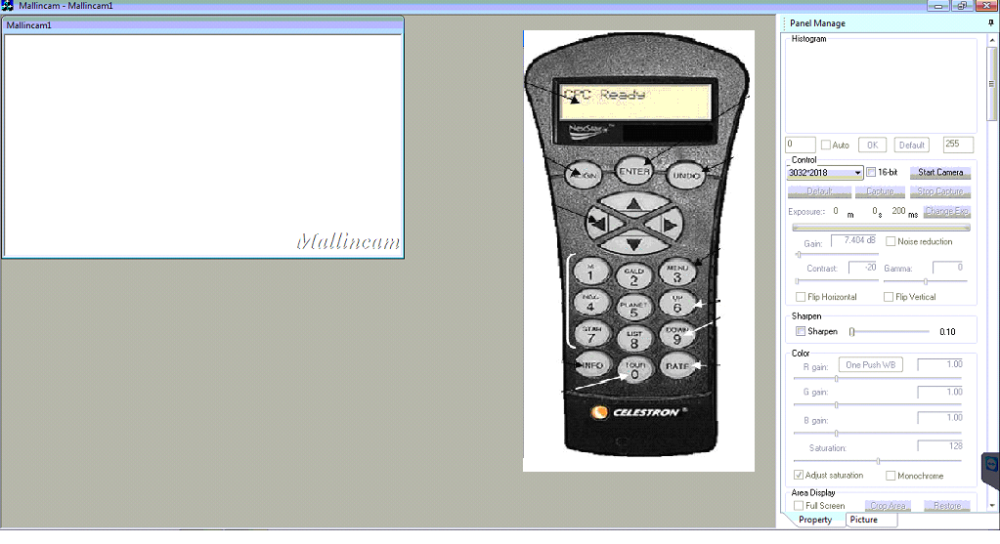 Mallincam - Mallincam1
Mallincam1
Mallincam
CPC Ready
NexStar™
ENTER
UNDO
1
CALD
2
MENU
3
4
PLANET
5
UP
6
STAR
7
LIST
8
DOWN
9
INFO
TOUR
0
RATE
CELESTRON®
Panel Manage
Histogram
0 Auto OK Default 255
Control
3032*2018 16-bit Start Camera
Default Capture Stop Capture
Exposure:: 0 m 0 s 200 ms Change Exp
Gain: 7.404 dB Noise reduction
Contrast: -20 Gamma: 0
Flip Horizontal Flip Vertical
Sharpen
Sharpen 0.10
Color
R gain: One Push WB 1.00
G gain: 1.00
B gain: 1.00
Saturation: 128
Adjust saturation Monochrome
Area Display
Full Screen Crop Area Restore
Property Picture